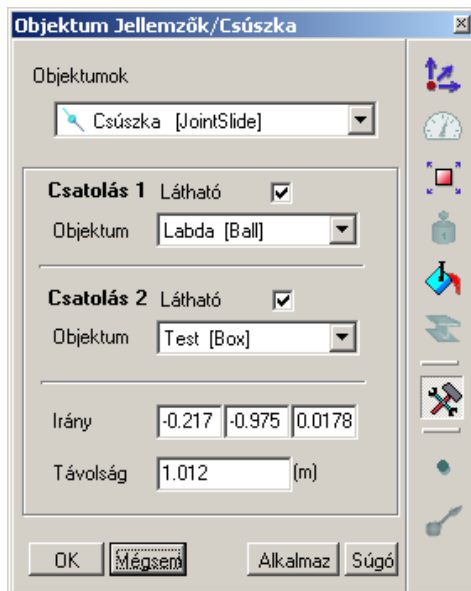 Objektum Jellemzők/Csúszka
Objektumok
Csúszka [JointSlide]
Csatolás 1 Látható
Objektum Labda [Ball]
Csatolás 2 Látható
Objektum Test [Box]
Irány -0.217 -0.975 0.0178
Távolság 1.012 (m)
OK Mégsem Alkalmaz Súgó